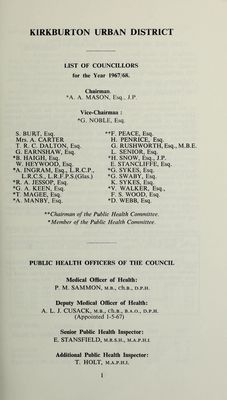 KIRKBURTON URBAN DISTRICT
LIST OF COUNCILLORS
for the Year 1967/68.
Chairman.
*A. A. MASON, Esq., J.P.
Vice-Chairman :
*G. NOBLE, Esq.
S. BURT, Esq.
Mrs. A. CARTER
T. R. C. DALTON, Esq.
G. EARNSHAW, Esq.
*B. HAIGH, Esq.
W. HEYWOOD, Esq.
*A. INGRAM, Esq., L.R.C.P.,
L.R.C.S., L.R.F.P.S.(Glas.)
*R. A. JESSOP, Esq.
*G. A. KEEN, Esq.
*T. MAGEE, Esq.
*A. MANBY, Esq.
**F. PEACE, Esq.
H. PENRICE, Esq.
G. RUSHWORTH, Esq., M.B.E.
L. SENIOR, Esq.
*H. SNOW, Esq., J.P.
E. STANCLIFFE, Esq.
*G. SYKES, Esq.
*G. SWABY, Esq.
K. SYKES, Esq.
*V. WALKER, Esq.,
F. S. WOOD, Esq.
*D. WEBB, Esq.
**Chairman of the Public Health Committee.
*Member of the Public Health Committee.
PUBLIC HEALTH OFFICERS OF THE COUNCIL
Medical Officer of Health:
P. M. SAMMON, M.B., ch.B., D.P.H.
Deputy Medical Officer of Health:
A. L. J. CUSACK, M.B., ch.B., B.A.O., D.P.H.
(Appointed 1-5-67)
Senior Public Health Inspector:
E. STANSFIELD, M.R.S.H., M.A.P.H.I.
Additional Public Health Inspector:
T. HOLT, M.A.P.H.I.
1